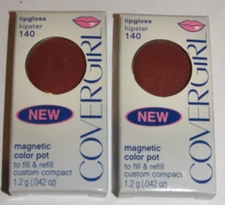 lipgloss
hipster
140
NEW
magnetic
color pot
to fill & refill
custom compact
1.2 g (.042 oz)
COVERGIRL
lipgloss
hipster
140
NEW
magnetic
color pot
to fill & refill
custom compact
1.2 g (.042 oz)
COVERGIRL